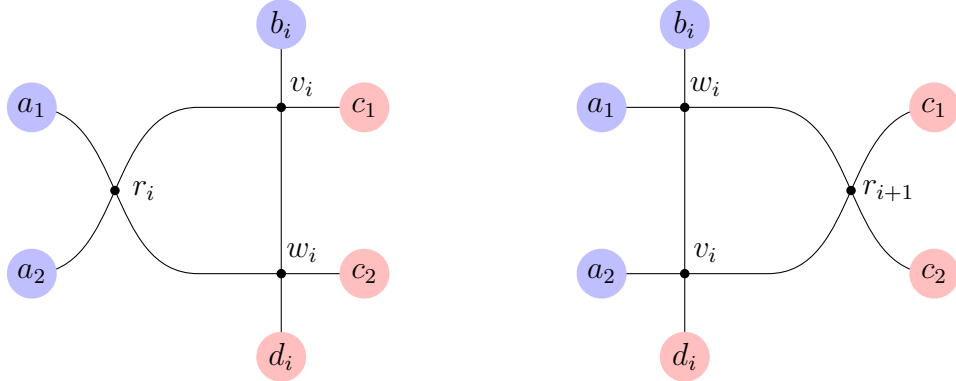 b_i
b_i
v_i
w_i
a_1
c_1
a_1
c_1
r_i
r_{i+1}
w_i
v_i
a_2
c_2
a_2
c_2
d_i
d_i